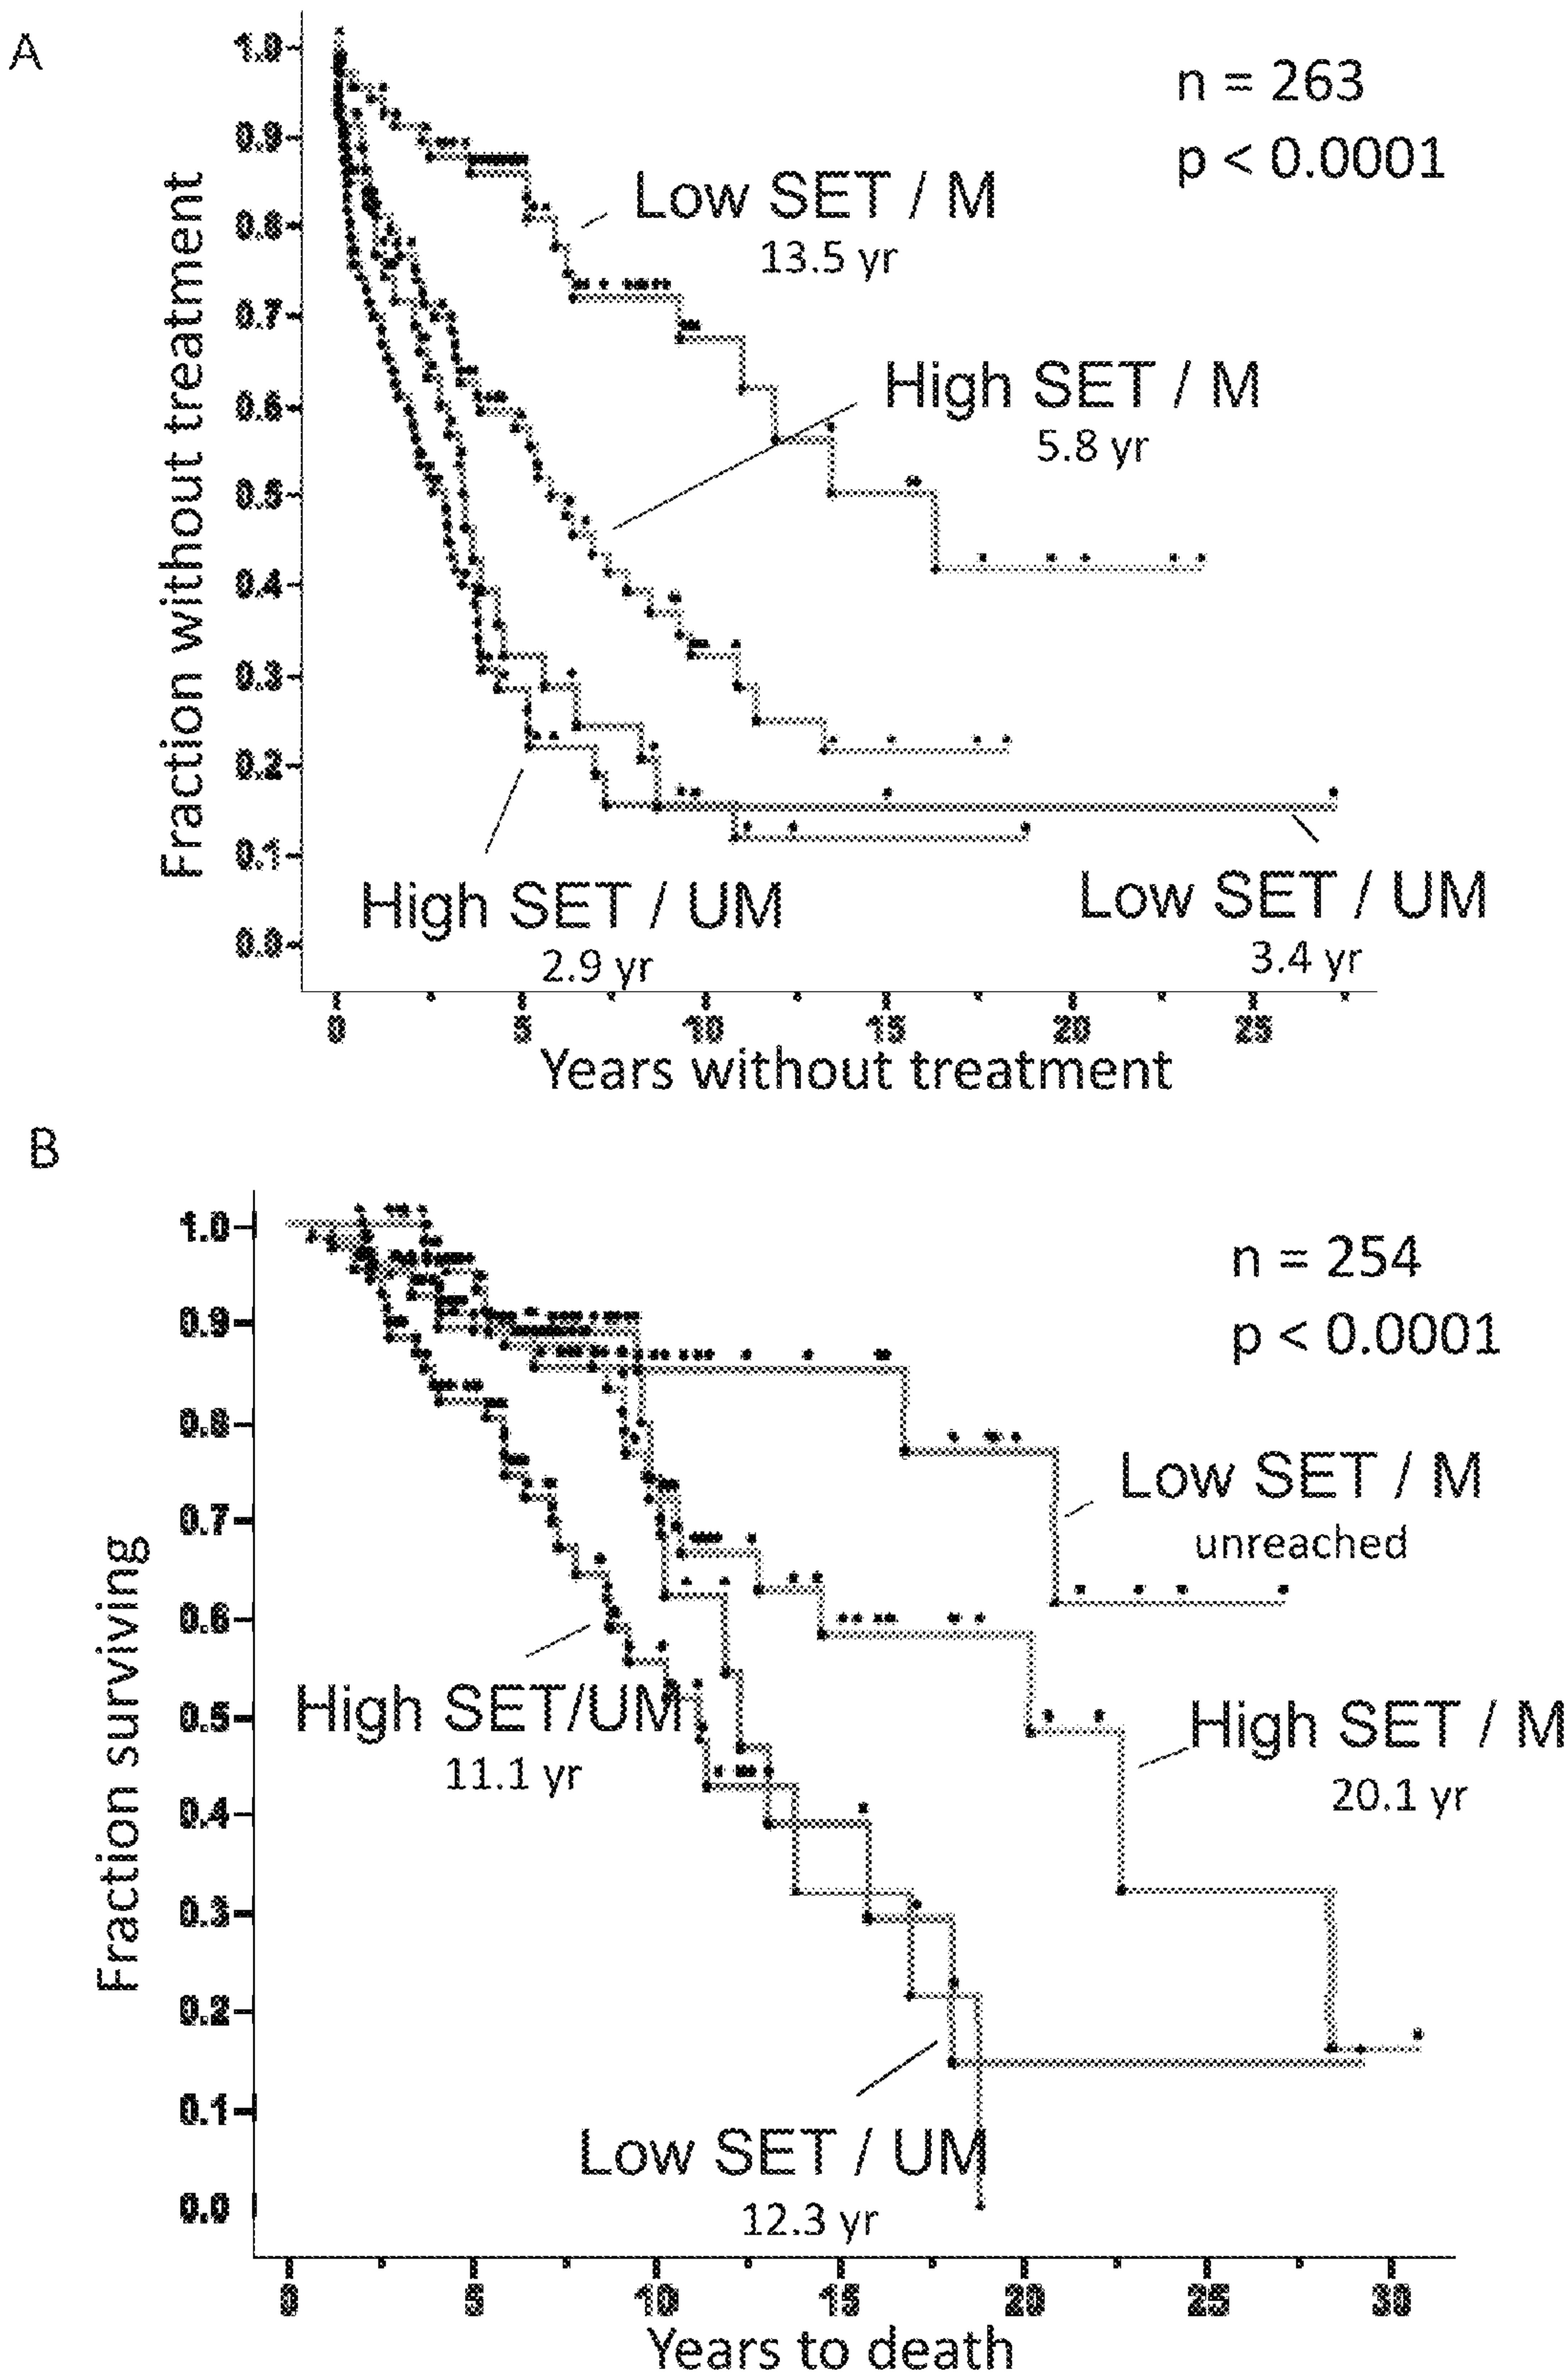 A
1.0
n = 263
p < 0.0001
0.9
0.8
0.7
0.6
0.5
0.4
0.3
0.2
0.1
0.0
Fraction without treatment
Low SET / M
13.5 yr
High SET / M
5.8 yr
High SET / UM
2.9 yr
Low SET / UM
3.4 yr
0 5 10 15 20 25
Years without treatment
B
1.0
n = 254
p < 0.0001
0.9
0.8
0.7
0.6
0.5
0.4
0.3
0.2
0.1
0.0
Fraction surviving
Low SET / M
unreached
High SET/UM
11.1 yr
High SET / M
20.1 yr
Low SET / UM
12.3 yr
0 5 10 15 20 25 30
Years to death